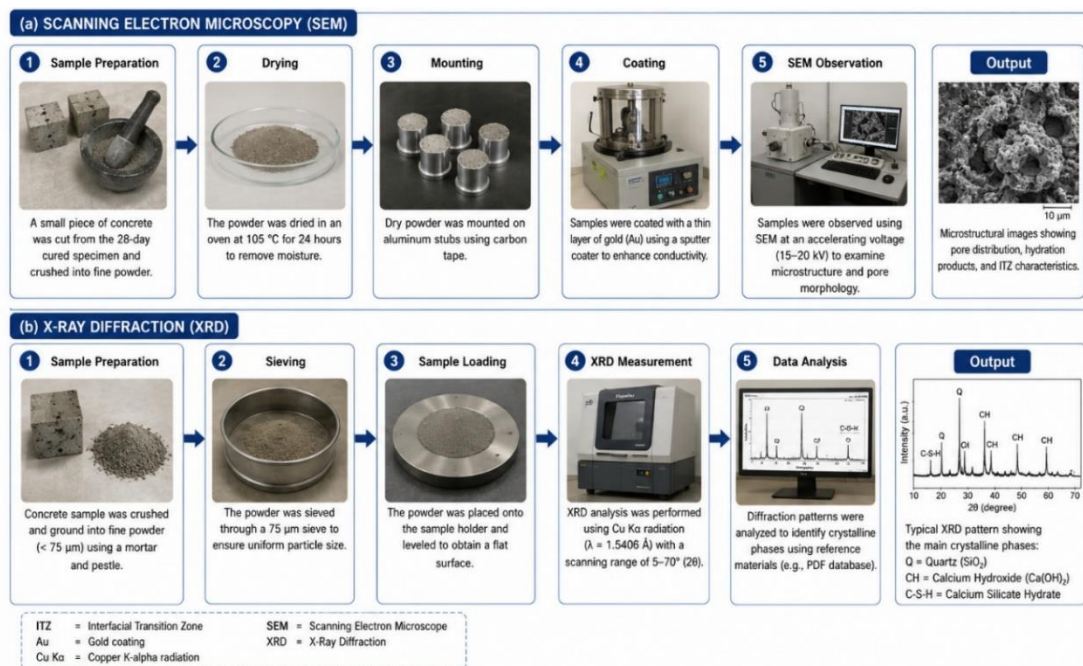 (a) SCANNING ELECTRON MICROSCOPY (SEM)
1 Sample Preparation
A small piece of concrete
was cut from the 28-day
cured specimen and
crushed into fine powder.
2 Drying
The powder was dried in an
oven at 105 °C for 24 hours
to remove moisture.
3 Mounting
Dry powder was mounted on
aluminum stubs using carbon
tape.
4 Coating
Samples were coated with a thin
layer of gold (Au) using a sputter
coater to enhance conductivity.
5 SEM Observation
Samples were observed using
SEM at an accelerating voltage
(15–20 kV) to examine
microstructure and pore
morphology.
Output
10 µm
Microstructural images showing
pore distribution, hydration
products, and ITZ characteristics.
(b) X-RAY DIFFRACTION (XRD)
1 Sample Preparation
Concrete sample was crushed
and ground into fine powder
(< 75 µm) using a mortar
and pestle.
2 Sieving
The powder was sieved
through a 75 µm sieve to
ensure uniform particle size.
3 Sample Loading
The powder was placed onto
the sample holder and
leveled to obtain a flat
surface.
4 XRD Measurement
XRD analysis was performed
using Cu Kα radiation
(λ = 1.5406 Å) with a
scanning range of 5–70° (2θ).
5 Data Analysis
Diffraction patterns were
analyzed to identify crystalline
phases using reference
materials (e.g., PDF database).
Output
Intensity (a.u.)
Q
CH
Q
CH
CH
C-S-H
CH
10 20 30 40 50 60 70
2θ (degree)
Typical XRD pattern showing
the main crystalline phases:
Q = Quartz (SiO₂)
CH = Calcium Hydroxide (Ca(OH)₂)
C-S-H = Calcium Silicate Hydrate
ITZ = Interfacial Transition Zone
Au = Gold coating
Cu Kα = Copper K-alpha radiation
SEM = Scanning Electron Microscope
XRD = X-Ray Diffraction